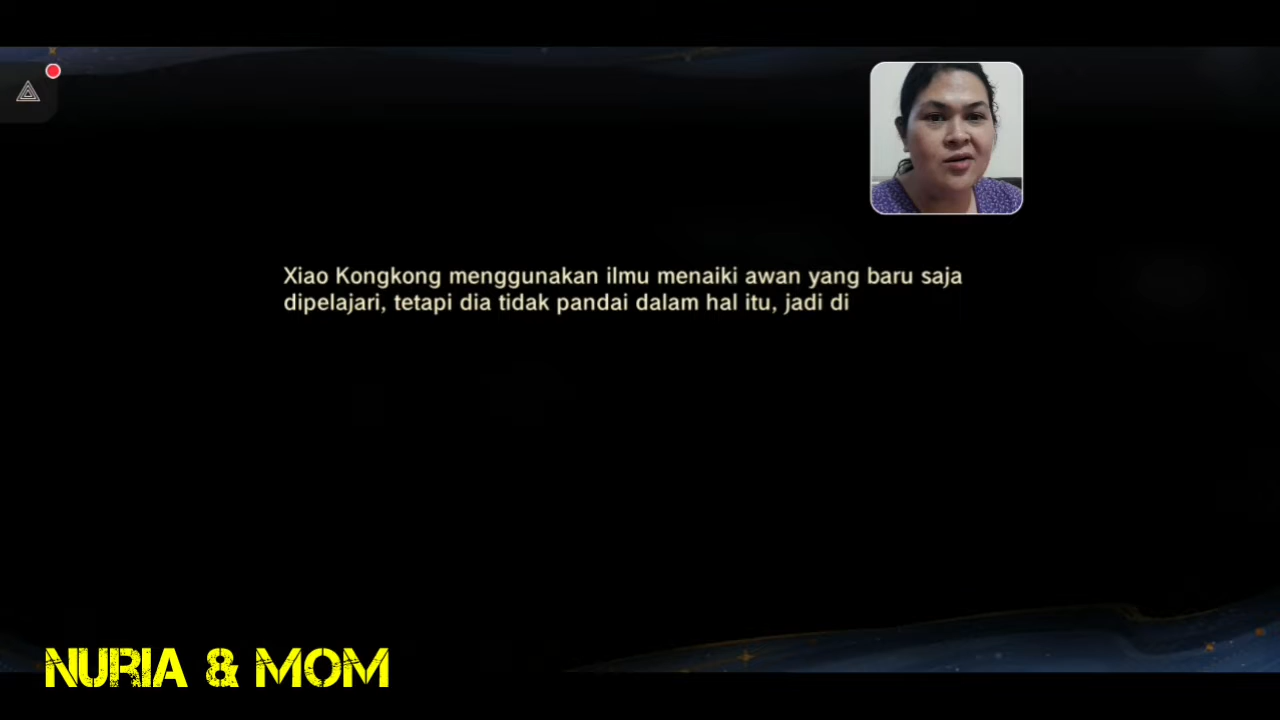 Xiao Kongkong menggunakan ilmu menaiki awan yang baru saja
dipelajari, tetapi dia tidak pandai dalam hal itu, jadi di
NURIA & MOM